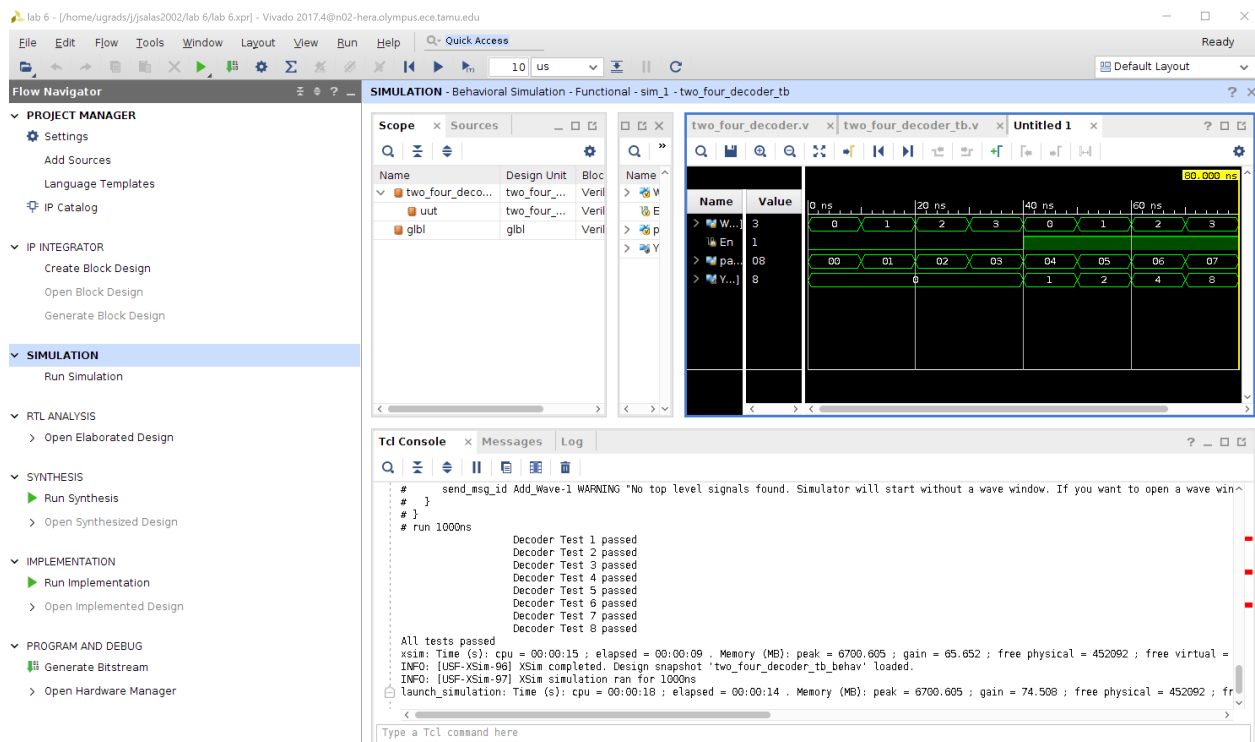 lab 6 - [/home/ugrads/j/jsalas2002/lab 6/lab 6.xpr] - Vivado 2017.4@n02-hera.olympus.ece.tamu.edu
File Edit Flow Tools Window Layout View Run Help Quick Access Ready
10 us Default Layout
Flow Navigator
SIMULATION - Behavioral Simulation - Functional - sim_1 - two_four_decoder_tb
PROJECT MANAGER
Settings
Add Sources
Language Templates
IP Catalog
IP INTEGRATOR
Create Block Design
Open Block Design
Generate Block Design
SIMULATION
Run Simulation
RTL ANALYSIS
Open Elaborated Design
SYNTHESIS
Run Synthesis
Open Synthesized Design
IMPLEMENTATION
Run Implementation
Open Implemented Design
PROGRAM AND DEBUG
Generate Bitstream
Open Hardware Manager
Scope Sources
Name Design Unit Bloc
two_four_deco... two_four_... Veril
uut two_four_... Veril
glbl glbl Veril
Name
W
E
p
Y
two_four_decoder.v two_four_decoder_tb.v Untitled 1
80.000 ns
Name Value 0 ns 20 ns 40 ns 60 ns
W...] 3 0 1 2 3 0 1 2 3
En 1
pa... 08 00 01 02 03 04 05 06 07
Y...] 8 0 1 2 4 8
Tcl Console Messages Log
# send_msg_id Add_Wave-1 WARNING "No top level signals found. Simulator will start without a wave window. If you want to open a wave win
# }
# }
# run 1000ns
Decoder Test 1 passed
Decoder Test 2 passed
Decoder Test 3 passed
Decoder Test 4 passed
Decoder Test 5 passed
Decoder Test 6 passed
Decoder Test 7 passed
Decoder Test 8 passed
All tests passed
xsim: Time (s): cpu = 00:00:15 ; elapsed = 00:00:09 . Memory (MB): peak = 6700.605 ; gain = 65.652 ; free physical = 452092 ; free virtual =
INFO: [USF-XSim-96] XSim completed. Design snapshot 'two_four_decoder_tb_behav' loaded.
INFO: [USF-XSim-97] XSim simulation ran for 1000ns
launch_simulation: Time (s): cpu = 00:00:18 ; elapsed = 00:00:14 . Memory (MB): peak = 6700.605 ; gain = 74.508 ; free physical = 452092 ; fr
Type a Tcl command here